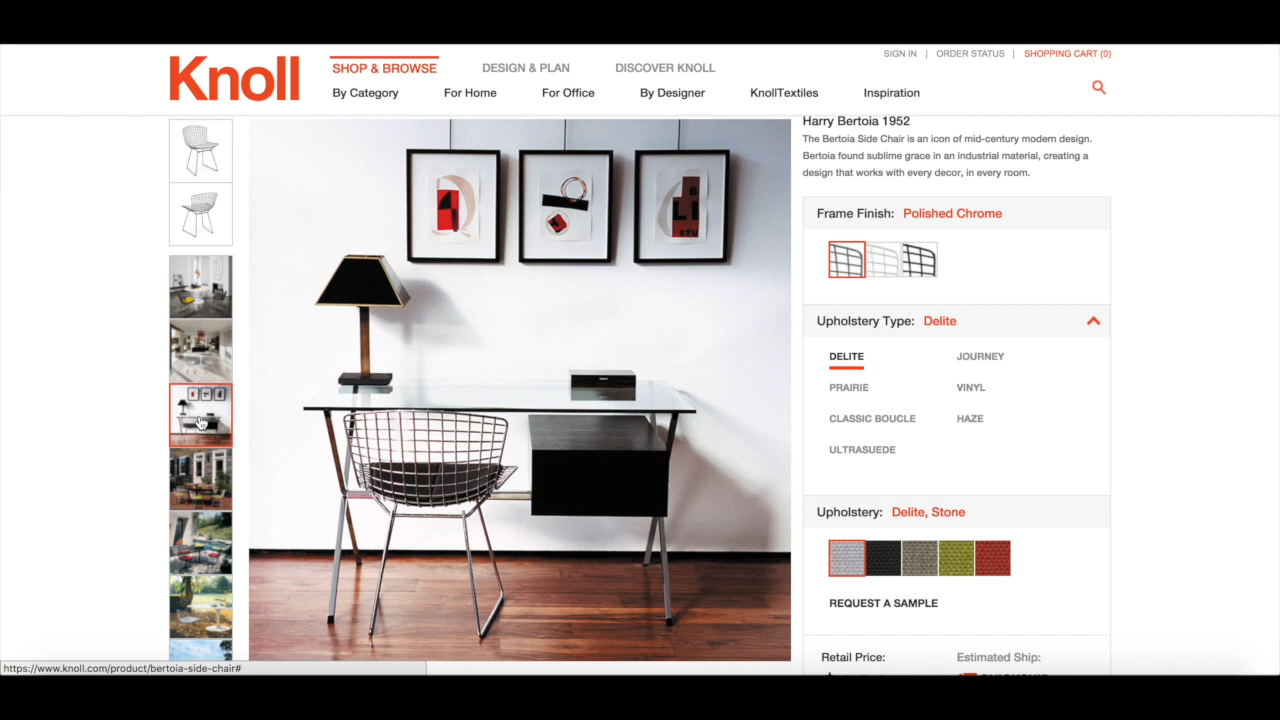 SIGN IN | ORDER STATUS | SHOPPING CART (0)
Knoll
SHOP & BROWSE DESIGN & PLAN DISCOVER KNOLL
By Category For Home For Office By Designer KnollTextiles Inspiration
Harry Bertoia 1952
The Bertoia Side Chair is an icon of mid-century modern design.
Bertoia found sublime grace in an industrial material, creating a
design that works with every decor, in every room.
Frame Finish: Polished Chrome
Upholstery Type: Delite
DELITE JOURNEY
PRAIRIE VINYL
CLASSIC BOUCLE HAZE
ULTRASUEDE
Upholstery: Delite, Stone
REQUEST A SAMPLE
Retail Price: Estimated Ship:
https://www.knoll.com/product/bertoia-side-chair#